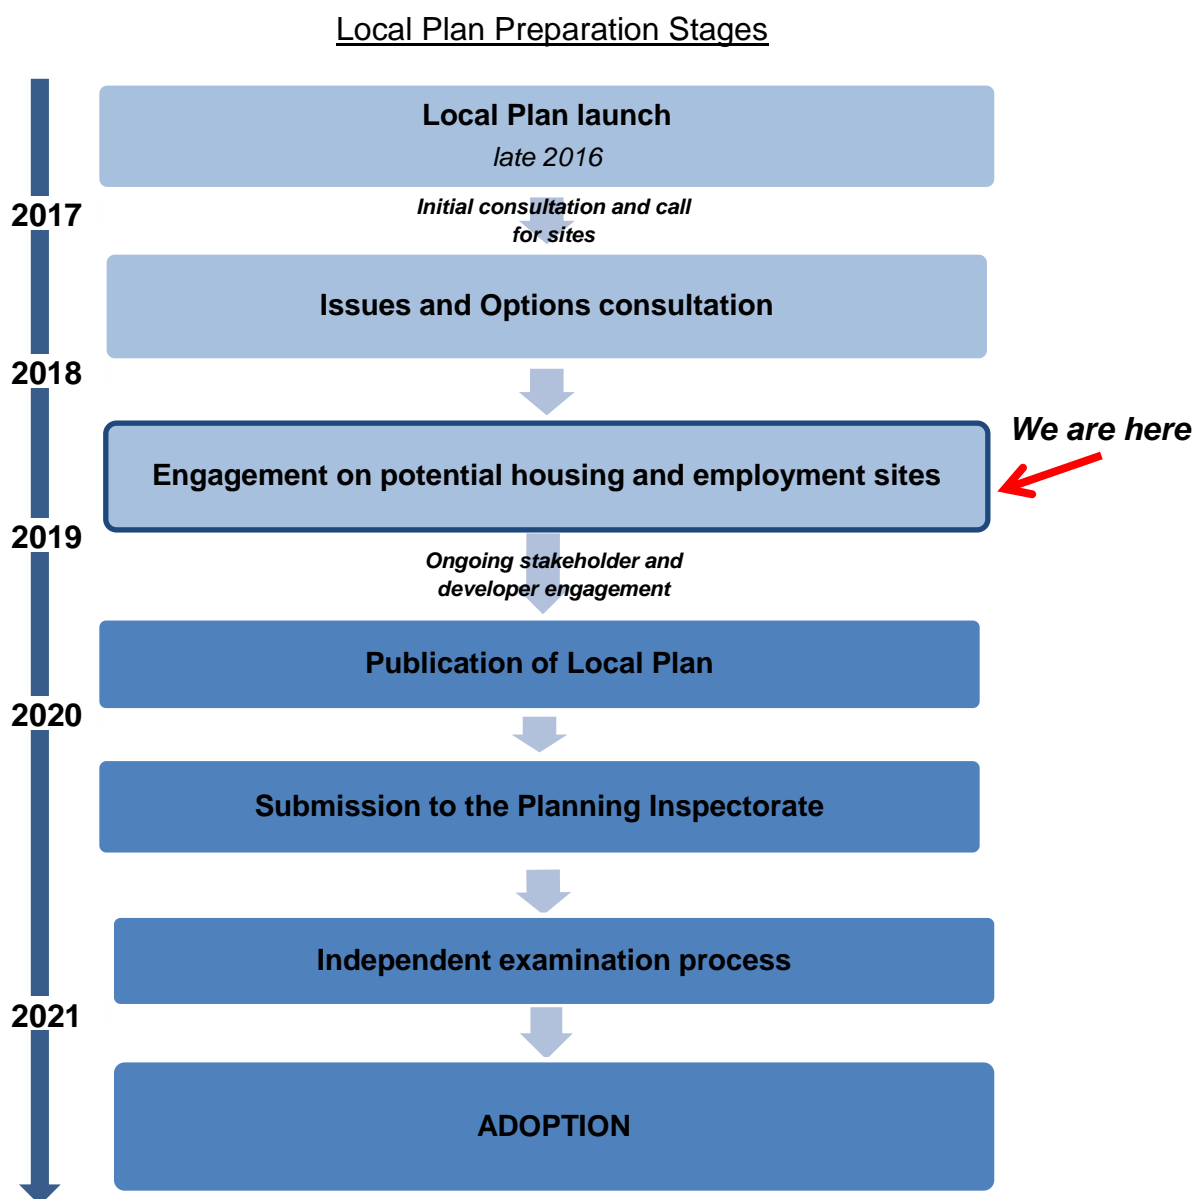 Local Plan Preparation Stages
Local Plan launch
late 2016
2017
Initial consultation and call
for sites
Issues and Options consultation
2018
We are here
Engagement on potential housing and employment sites
2019
Ongoing stakeholder and
developer engagement
Publication of Local Plan
2020
Submission to the Planning Inspectorate
Independent examination process
2021
ADOPTION